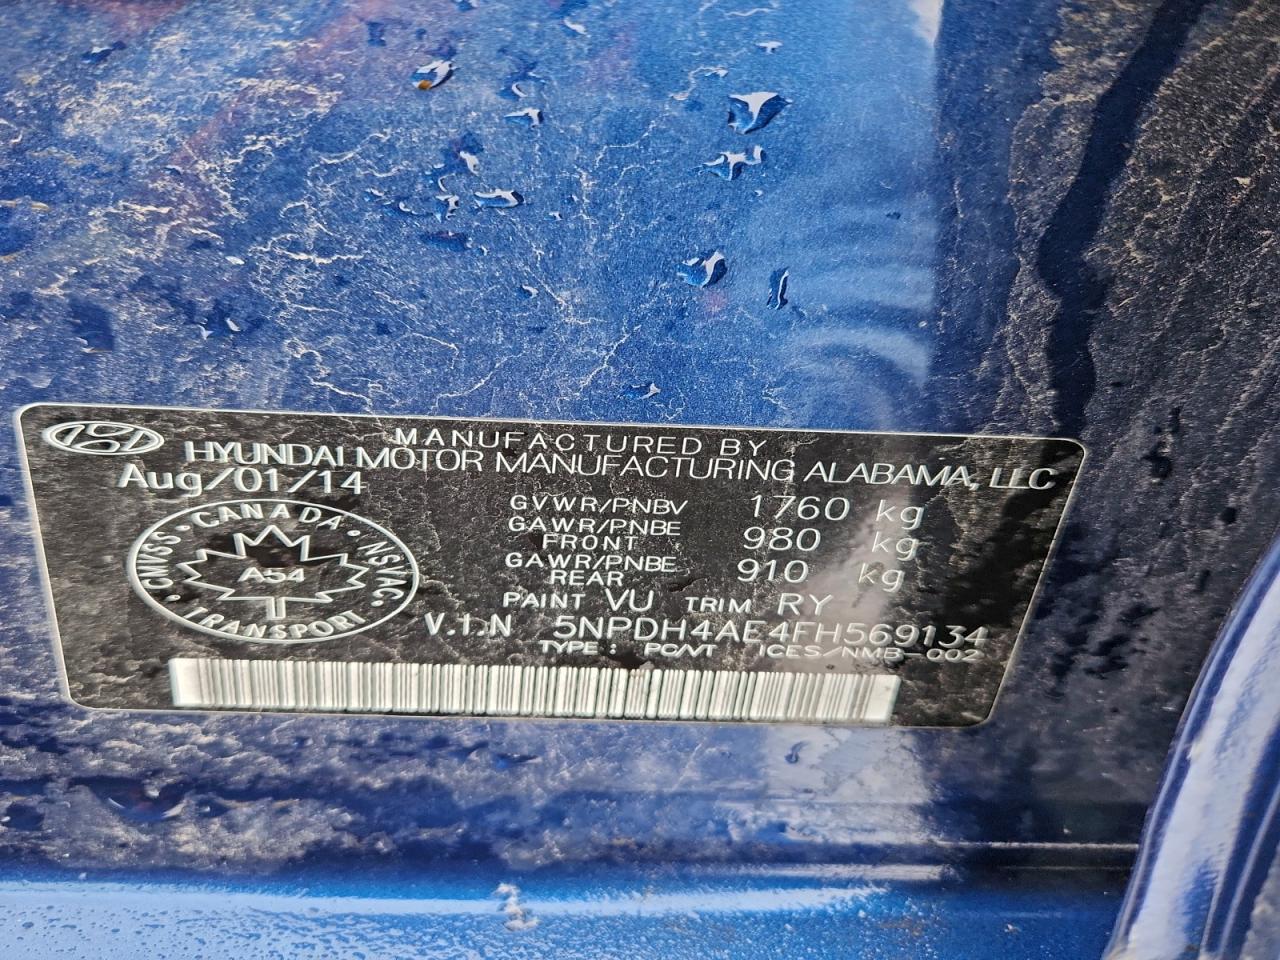 MANUFACTURED BY
HYUNDAI MOTOR MANUFACTURING ALABAMA, LLC
Aug/01/14
GVWR/PNBV 1760 kg
GAWR/PNBE FRONT 980 kg
GAWR/PNBE REAR 910 kg
PAINT VU TRIM RY
CANADA · NSVAC · TRANSPORT · CMVSS ·
A54
V.I.N 5NPDH4AE4FH569134
TYPE: PC/VT ICES/NMB-002